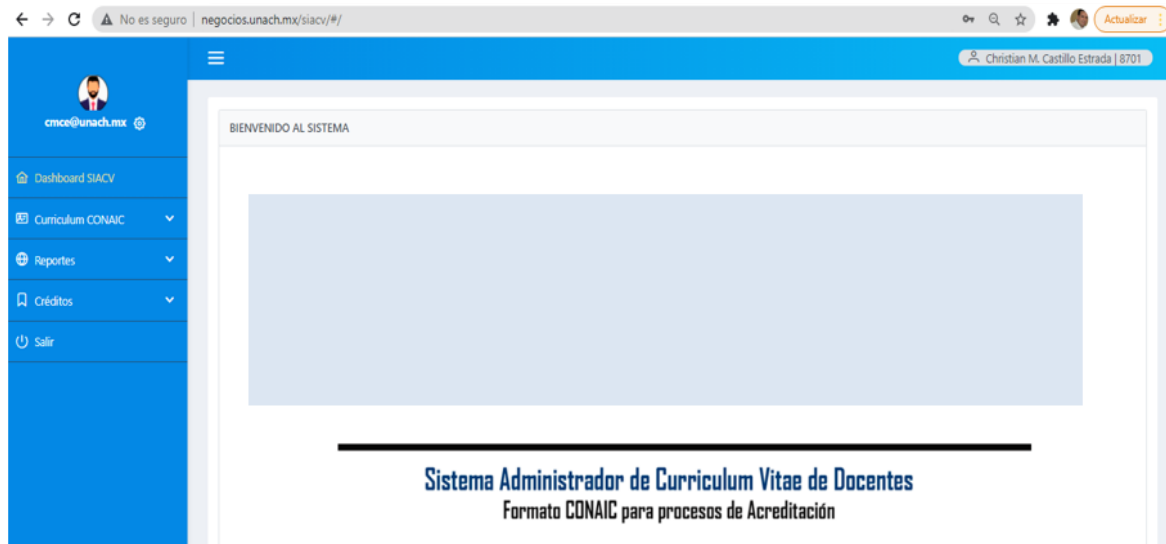 No es seguro | negocios.unach.mx/siacv/#/
Actualizar
Christian M. Castillo Estrada | 8701
cmce@unach.mx
BIENVENIDO AL SISTEMA
Dashboard SIACV
Curriculum CONAIC
Reportes
Créditos
Salir
Sistema Administrador de Curriculum Vitae de Docentes
Formato CONAIC para procesos de Acreditación